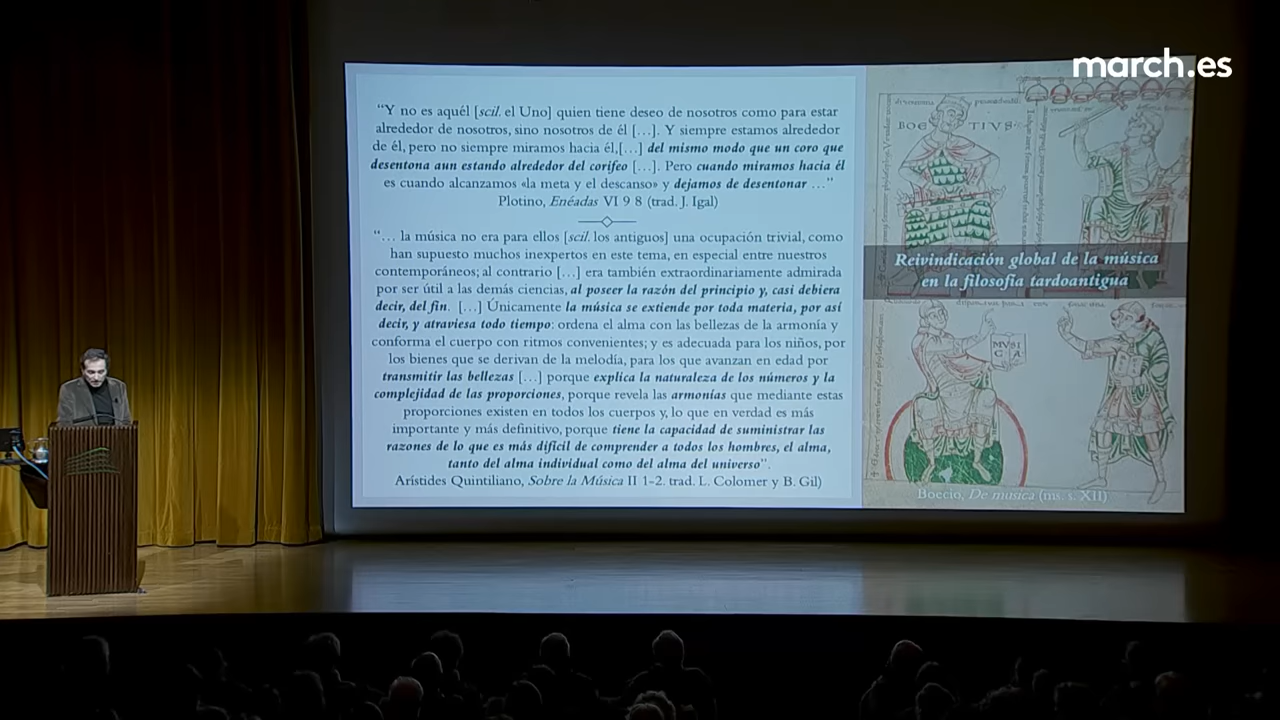 march.es
“Y no es aquél [scil. el Uno] quien tiene deseo de nosotros como para estar
alrededor de nosotros, sino nosotros de él [...]. Y siempre estamos alrededor
de él, pero no siempre miramos hacia él,[...] del mismo modo que un coro que
desentona aun estando alrededor del corifeo [...]. Pero cuando miramos hacia él
es cuando alcanzamos «la meta y el descanso» y dejamos de desentonar ...”
Plotino, Enéadas VI 9 8 (trad. J. Igal)
“... la música no era para ellos [scil. los antiguos] una ocupación trivial, como
han supuesto muchos inexpertos en este tema, en especial entre nuestros
contemporáneos; al contrario [...] era también extraordinariamente admirada
por ser útil a las demás ciencias, al poseer la razón del principio y, casi debiera
decir, del fin. [...] Únicamente la música se extiende por toda materia, por así
decir, y atraviesa todo tiempo: ordena el alma con las bellezas de la armonía y
conforma el cuerpo con ritmos convenientes; y es adecuada para los niños, por
los bienes que se derivan de la melodía, para los que avanzan en edad por
transmitir las bellezas [...] porque explica la naturaleza de los números y la
complejidad de las proporciones, porque revela las armonías que mediante estas
proporciones existen en todos los cuerpos y, lo que en verdad es más
importante y más definitivo, porque tiene la capacidad de suministrar las
razones de lo que es más difícil de comprender a todos los hombres, el alma,
tanto del alma individual como del alma del universo”.
Arístides Quintiliano, Sobre la Música II 1-2. trad. L. Colomer y B. Gil)
BOE TIVS
Reivindicación global de la música
en la filosofía tardoantigua
MVSI
CA
Boecio, De musica (ms. s. XII)